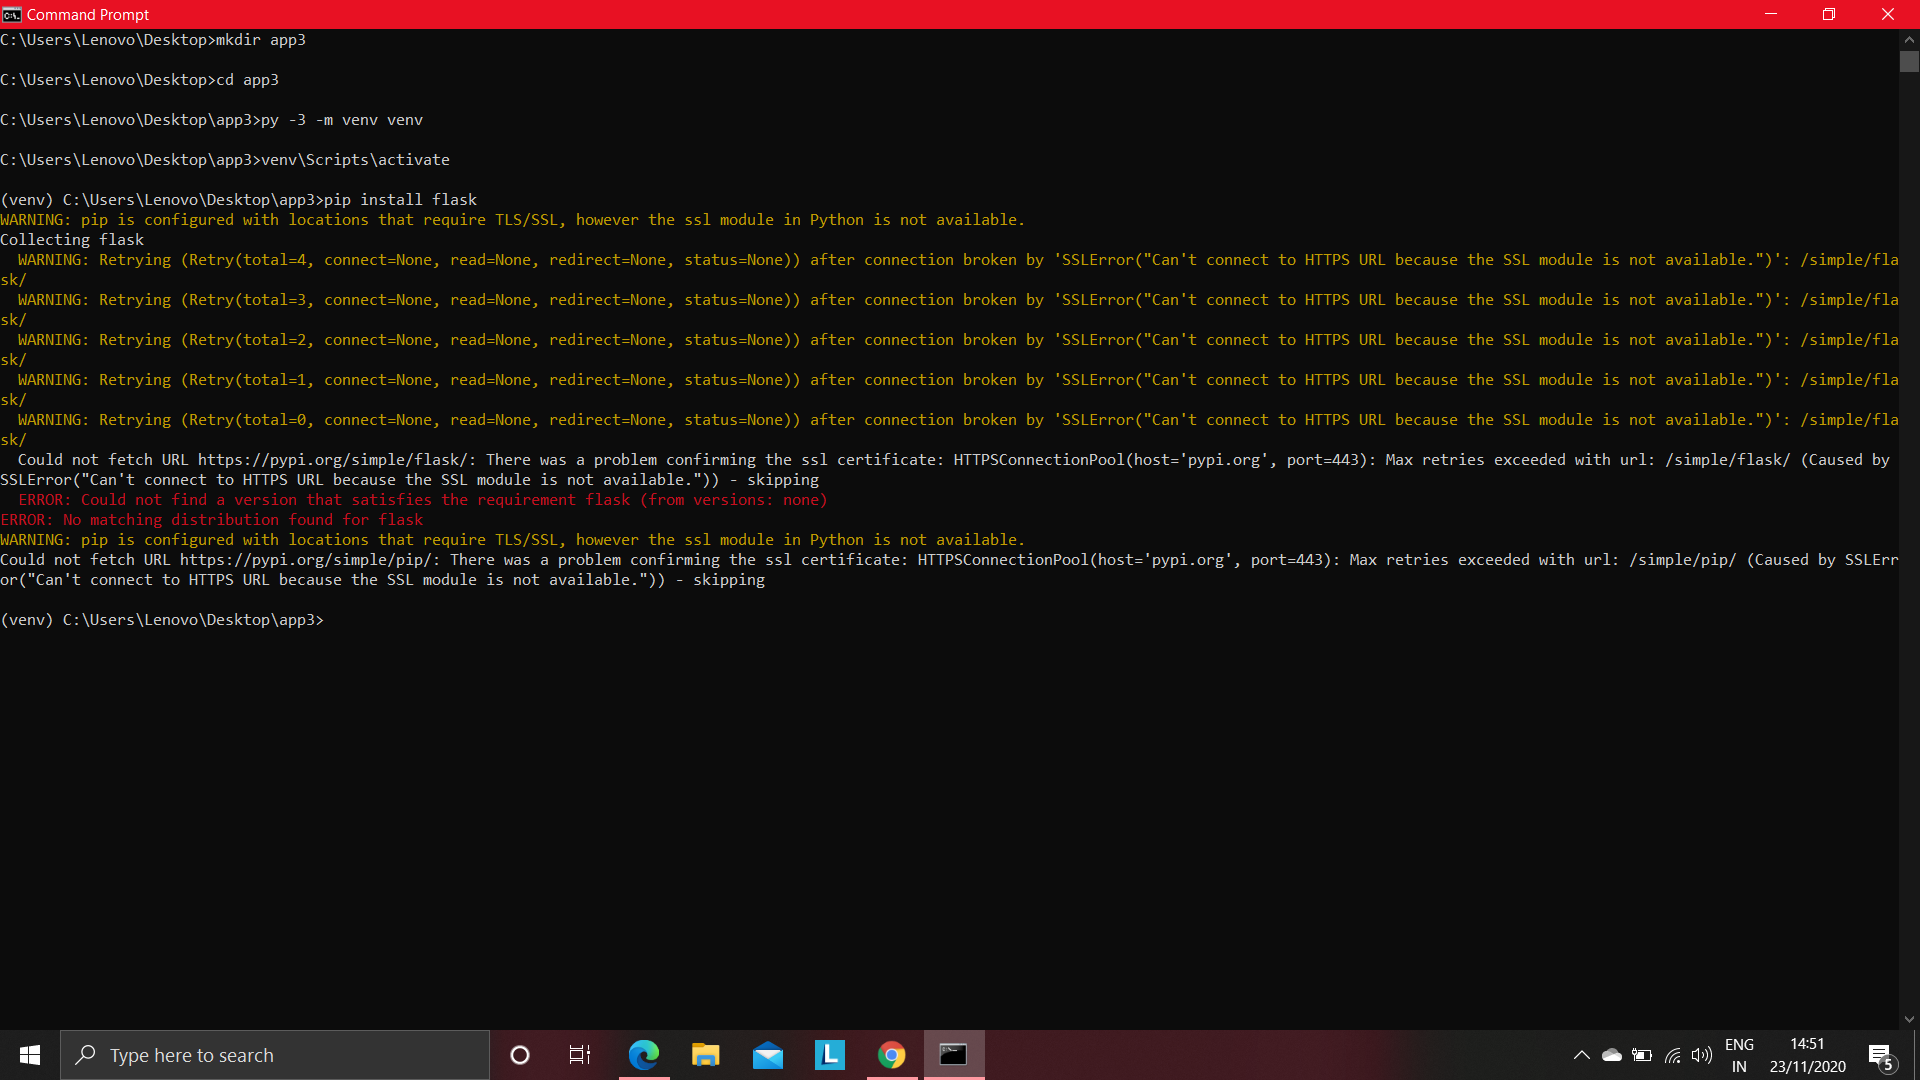 Command Prompt
C:\Users\Lenovo\Desktop>mkdir app3
C:\Users\Lenovo\Desktop>cd app3
C:\Users\Lenovo\Desktop\app3>py -3 -m venv venv
C:\Users\Lenovo\Desktop\app3>venv\Scripts\activate
(venv) C:\Users\Lenovo\Desktop\app3>pip install flask
WARNING: pip is configured with locations that require TLS/SSL, however the ssl module in Python is not available.
Collecting flask
  WARNING: Retrying (Retry(total=4, connect=None, read=None, redirect=None, status=None)) after connection broken by 'SSLError("Can't connect to HTTPS URL because the SSL module is not available.")': /simple/fla
sk/
  WARNING: Retrying (Retry(total=3, connect=None, read=None, redirect=None, status=None)) after connection broken by 'SSLError("Can't connect to HTTPS URL because the SSL module is not available.")': /simple/fla
sk/
  WARNING: Retrying (Retry(total=2, connect=None, read=None, redirect=None, status=None)) after connection broken by 'SSLError("Can't connect to HTTPS URL because the SSL module is not available.")': /simple/fla
sk/
  WARNING: Retrying (Retry(total=1, connect=None, read=None, redirect=None, status=None)) after connection broken by 'SSLError("Can't connect to HTTPS URL because the SSL module is not available.")': /simple/fla
sk/
  WARNING: Retrying (Retry(total=0, connect=None, read=None, redirect=None, status=None)) after connection broken by 'SSLError("Can't connect to HTTPS URL because the SSL module is not available.")': /simple/fla
sk/
  Could not fetch URL https://pypi.org/simple/flask/: There was a problem confirming the ssl certificate: HTTPSConnectionPool(host='pypi.org', port=443): Max retries exceeded with url: /simple/flask/ (Caused by
SSLError("Can't connect to HTTPS URL because the SSL module is not available.")) - skipping
  ERROR: Could not find a version that satisfies the requirement flask (from versions: none)
ERROR: No matching distribution found for flask
WARNING: pip is configured with locations that require TLS/SSL, however the ssl module in Python is not available.
Could not fetch URL https://pypi.org/simple/pip/: There was a problem confirming the ssl certificate: HTTPSConnectionPool(host='pypi.org', port=443): Max retries exceeded with url: /simple/pip/ (Caused by SSLErr
or("Can't connect to HTTPS URL because the SSL module is not available.")) - skipping
(venv) C:\Users\Lenovo\Desktop\app3>
Type here to search
L
ENG
IN
14:51
23/11/2020
5